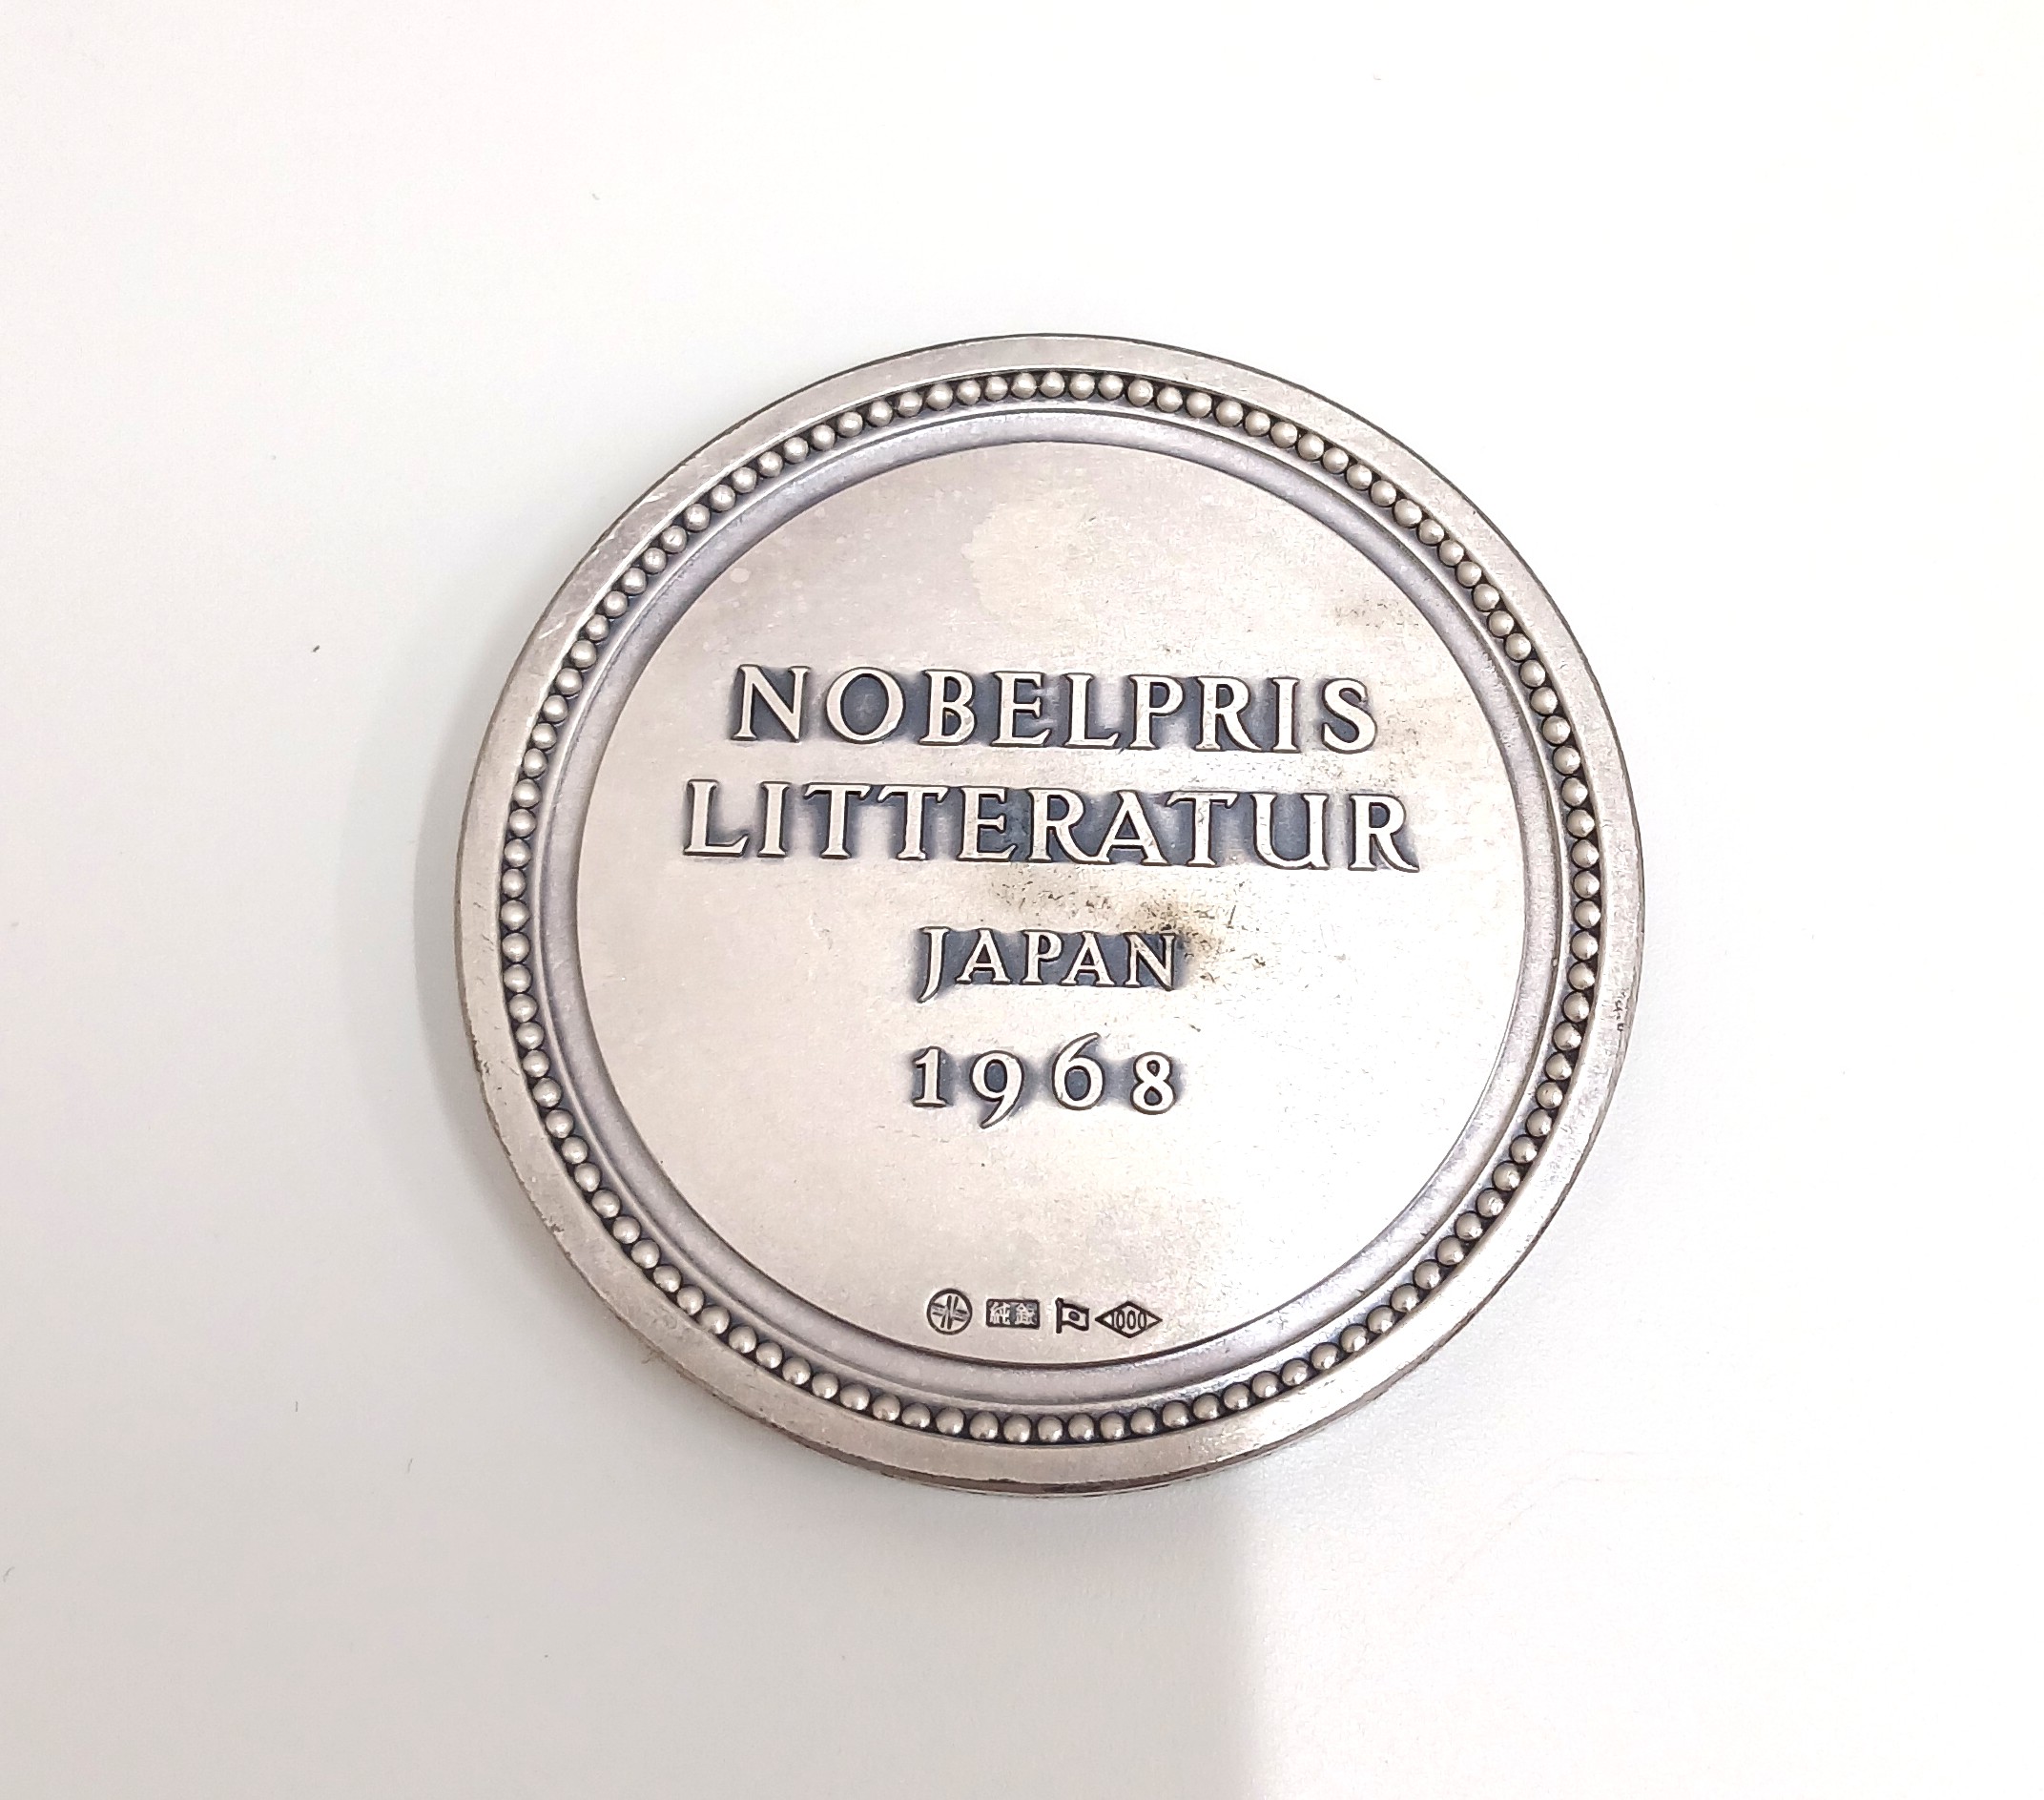 NOBELPRIS
LITTERATUR
JAPAN
1968
純銀 1000